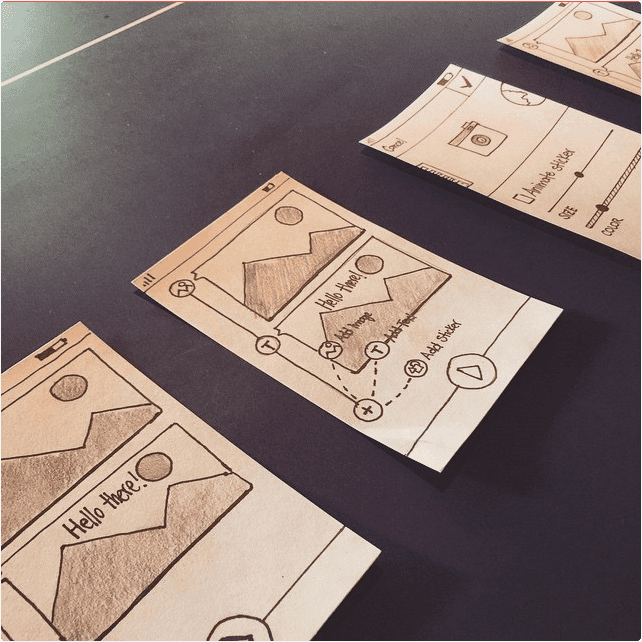 Hello there!
Hello there!
Add Image
Add Text
Add Sticker
Cancel
Animate sticker
SIZE
COLOR